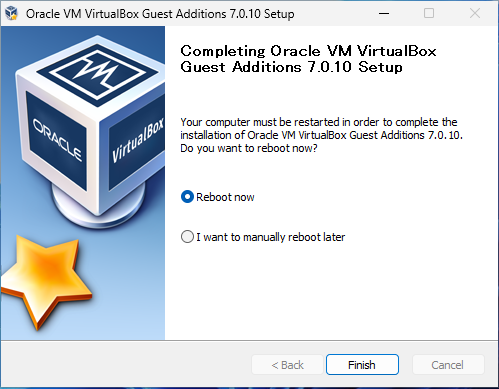 Oracle VM VirtualBox Guest Additions 7.0.10 Setup
Completing Oracle VM VirtualBox
Guest Additions 7.0.10 Setup
ORACLE
VirtualBox
Your computer must be restarted in order to complete the
installation of Oracle VM VirtualBox Guest Additions 7.0.10.
Do you want to reboot now?
Reboot now
I want to manually reboot later
< Back
Finish
Cancel